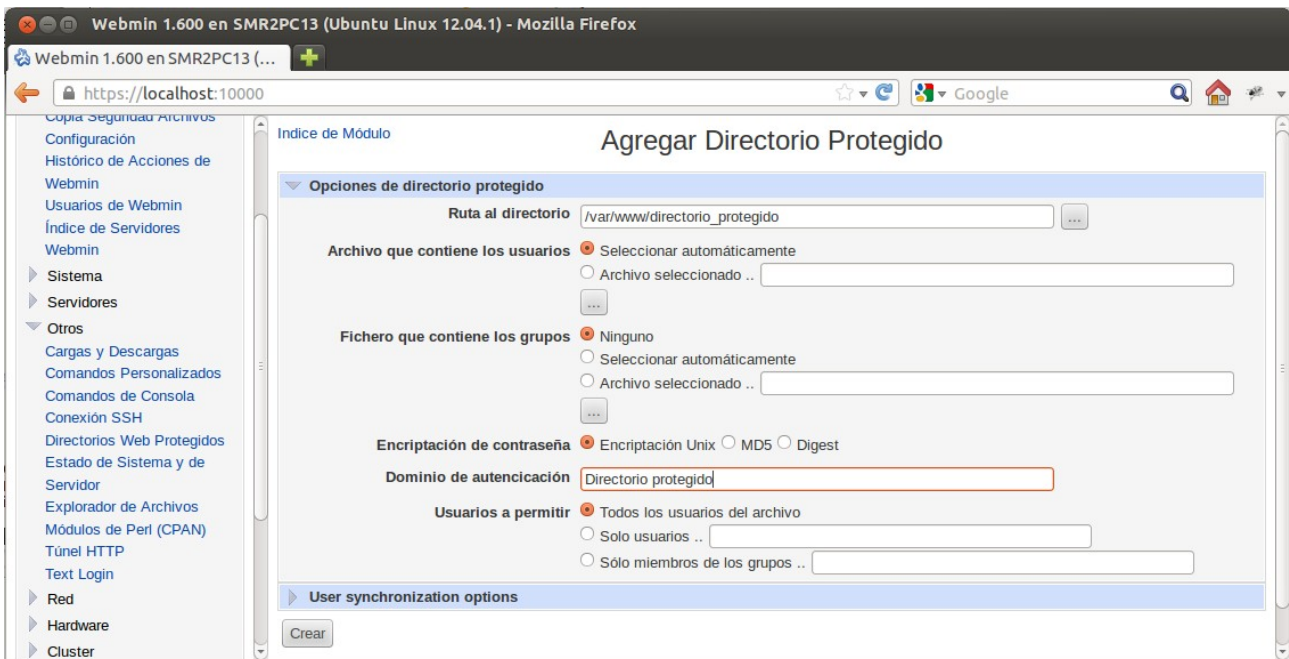 Webmin 1.600 en SMR2PC13 (Ubuntu Linux 12.04.1) - Mozilla Firefox
Webmin 1.600 en SMR2PC13 (...
https://localhost:10000
Google
Copia Seguridad Archivos
Configuración
Histórico de Acciones de
Webmin
Usuarios de Webmin
Índice de Servidores
Webmin
Sistema
Servidores
Otros
Cargas y Descargas
Comandos Personalizados
Comandos de Consola
Conexión SSH
Directorios Web Protegidos
Estado de Sistema y de
Servidor
Explorador de Archivos
Módulos de Perl (CPAN)
Túnel HTTP
Text Login
Red
Hardware
Cluster
Indice de Módulo
Agregar Directorio Protegido
Opciones de directorio protegido
Ruta al directorio /var/www/directorio_protegido ...
Archivo que contiene los usuarios Seleccionar automáticamente
Archivo seleccionado ..
...
Fichero que contiene los grupos Ninguno
Seleccionar automáticamente
Archivo seleccionado ..
...
Encriptación de contraseña Encriptación Unix MD5 Digest
Dominio de autencicación Directorio protegido
Usuarios a permitir Todos los usuarios del archivo
Solo usuarios ..
Sólo miembros de los grupos ..
User synchronization options
Crear